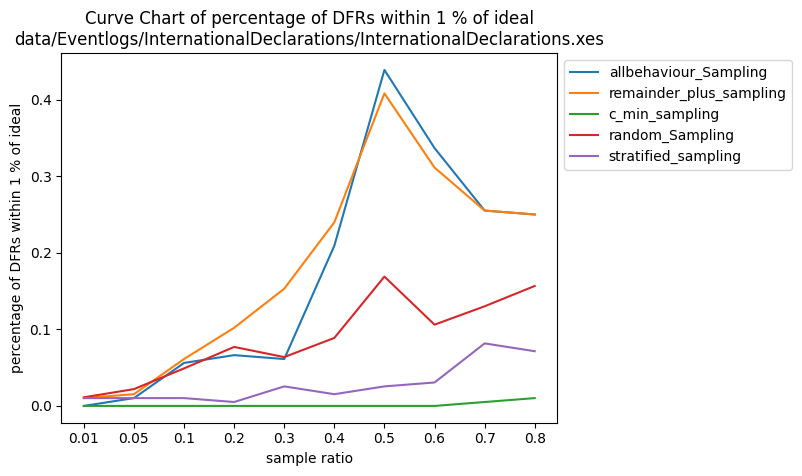 Curve Chart of percentage of DFRs within 1 % of ideal
data/Eventlogs/InternationalDeclarations/InternationalDeclarations.xes
percentage of DFRs within 1 % of ideal
0.4
0.3
0.2
0.1
0.0
0.01 0.05 0.1 0.2 0.3 0.4 0.5 0.6 0.7 0.8
sample ratio
allbehaviour_Sampling
remainder_plus_sampling
c_min_sampling
random_Sampling
stratified_sampling